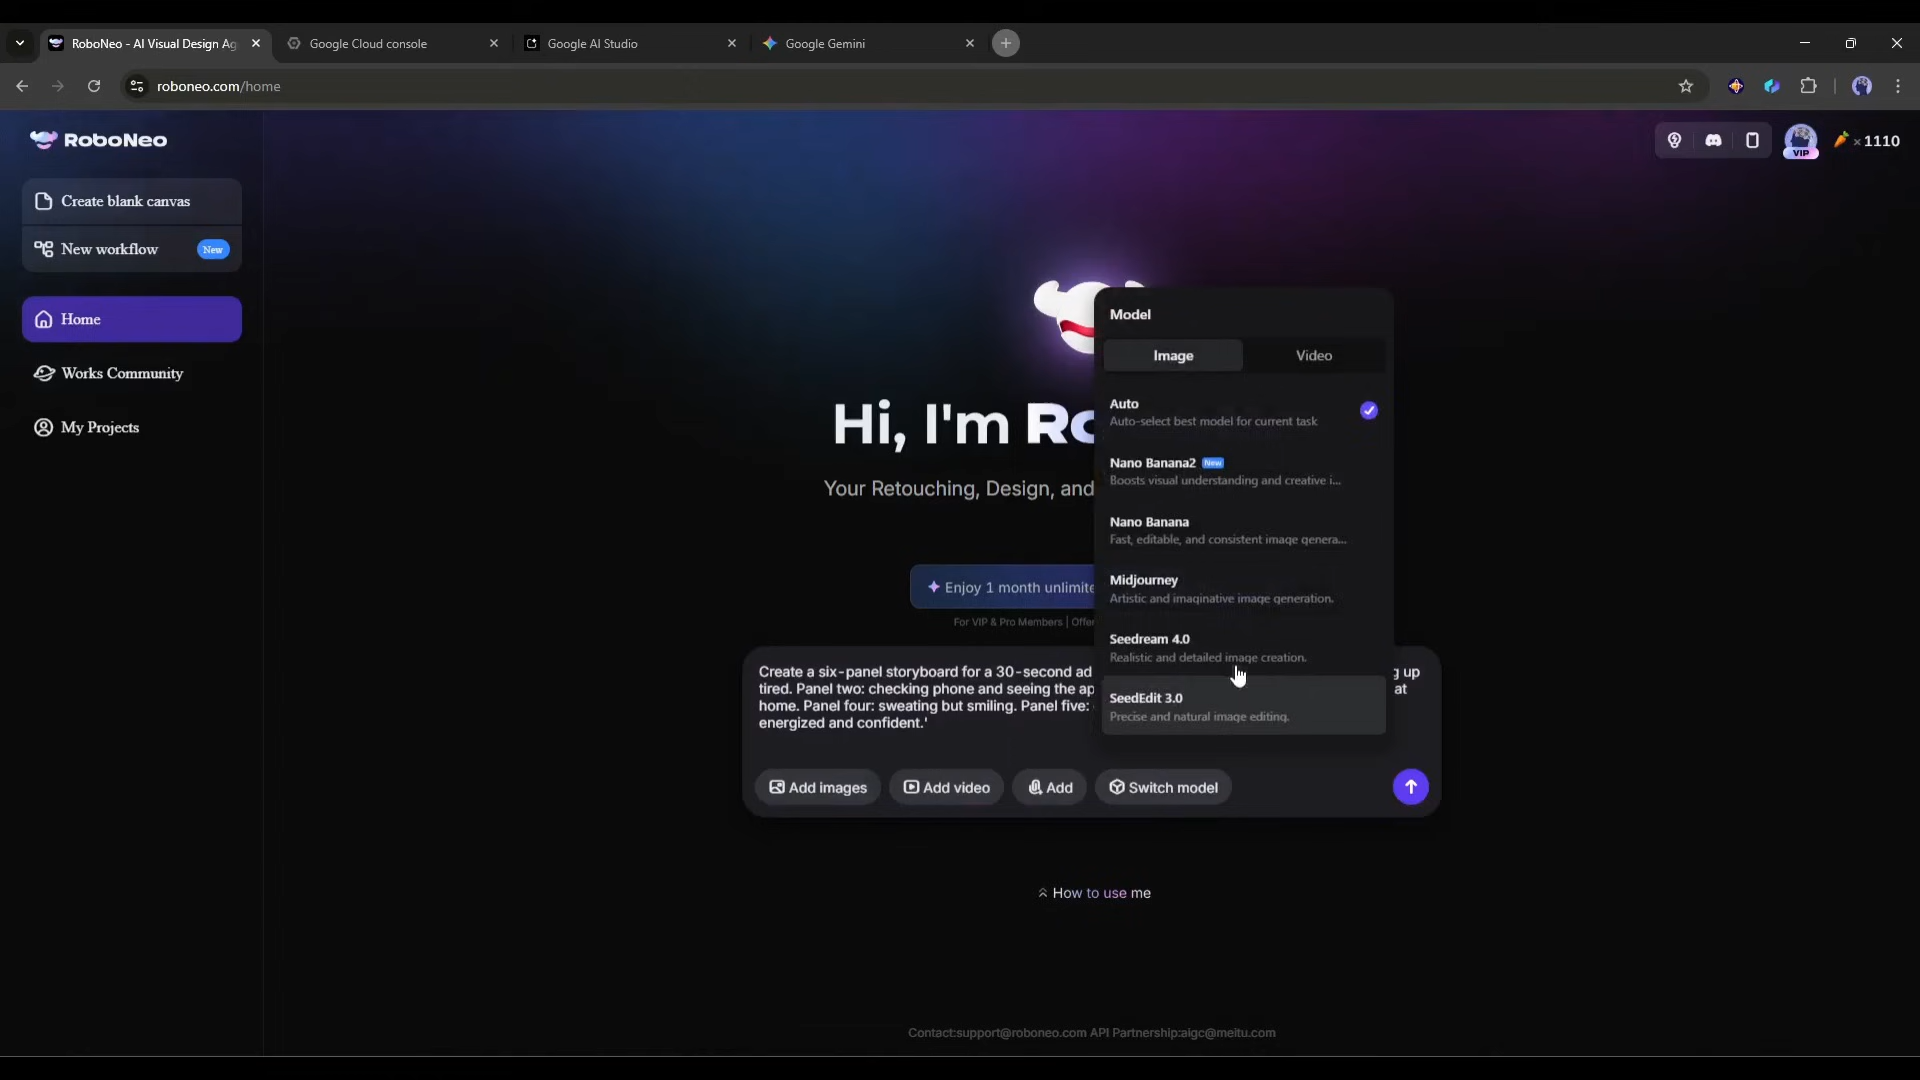 RoboNeo - AI Visual Design Ag
Google Cloud console
Google AI Studio
Google Gemini
roboneo.com/home
RoboNeo
VIP
× 1110
Create blank canvas
New workflow
New
Home
Works Community
My Projects
Hi, I'm Ro
Your Retouching, Design, and
Enjoy 1 month unlimite
For VIP & Pro Members | Offer
Model
Image
Video
Auto
Auto-select best model for current task
Nano Banana2 New
Boosts visual understanding and creative i...
Nano Banana
Fast, editable, and consistent image genera...
Midjourney
Artistic and imaginative image generation.
Seedream 4.0
Realistic and detailed image creation.
SeedEdit 3.0
Precise and natural image editing.
Create a six-panel storyboard for a 30-second ad g up
tired. Panel two: checking phone and seeing the ap at
home. Panel four: sweating but smiling. Panel five:
energized and confident.'
Add images
Add video
Add
Switch model
How to use me
Contact:support@roboneo.com API Partnership:aigc@meitu.com